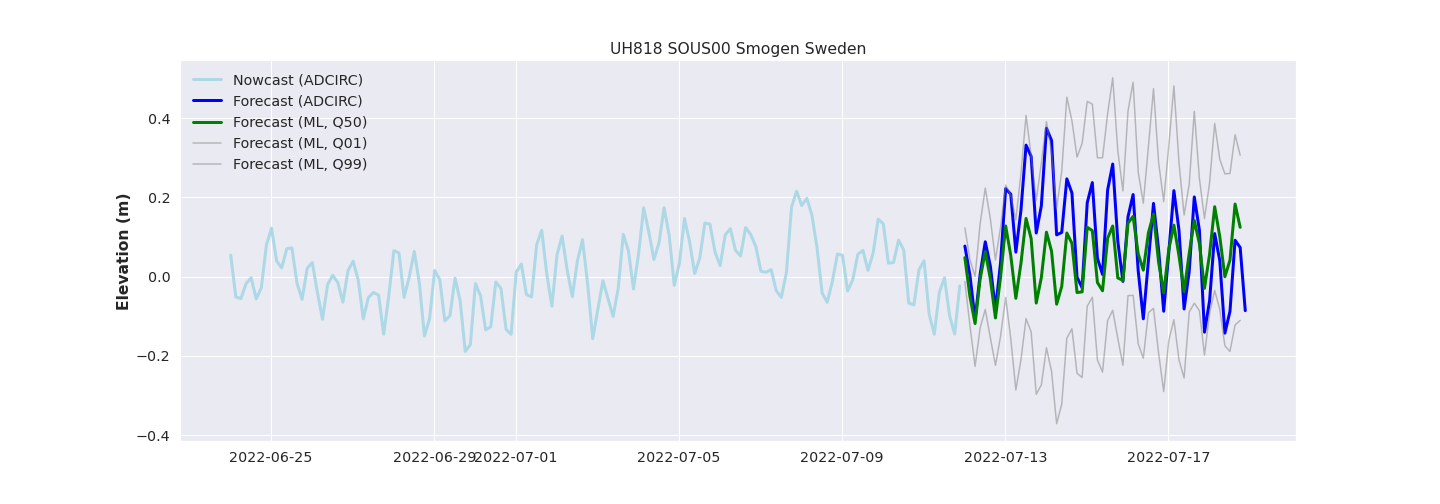 UH818 SOUS00 Smogen Sweden
Nowcast (ADCIRC)
Forecast (ADCIRC)
Forecast (ML, Q50)
Forecast (ML, Q01)
Forecast (ML, Q99)
Elevation (m)
0.4
0.2
0.0
−0.2
−0.4
2022-06-25
2022-06-29
2022-07-01
2022-07-05
2022-07-09
2022-07-13
2022-07-17